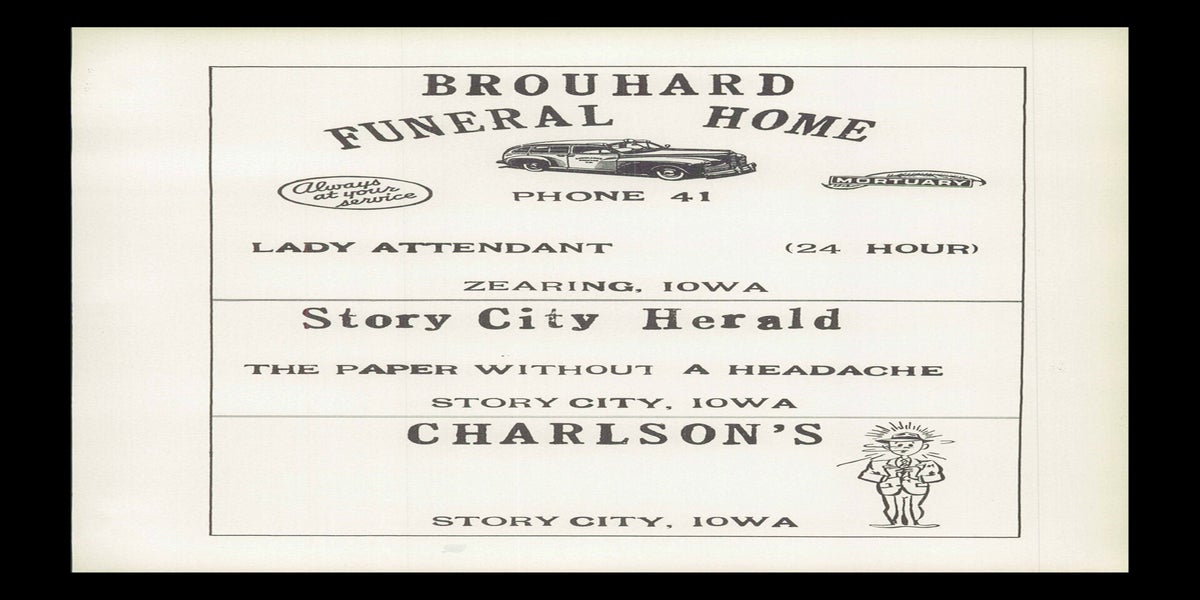 BROUHARD
FUNERAL HOME
Always
at your
service
MORTUARY
PHONE 41
LADY ATTENDANT (24 HOUR)
ZEARING, IOWA
Story City Herald
THE PAPER WITHOUT A HEADACHE
STORY CITY, IOWA
CHARLSON'S
STORY CITY, IOWA